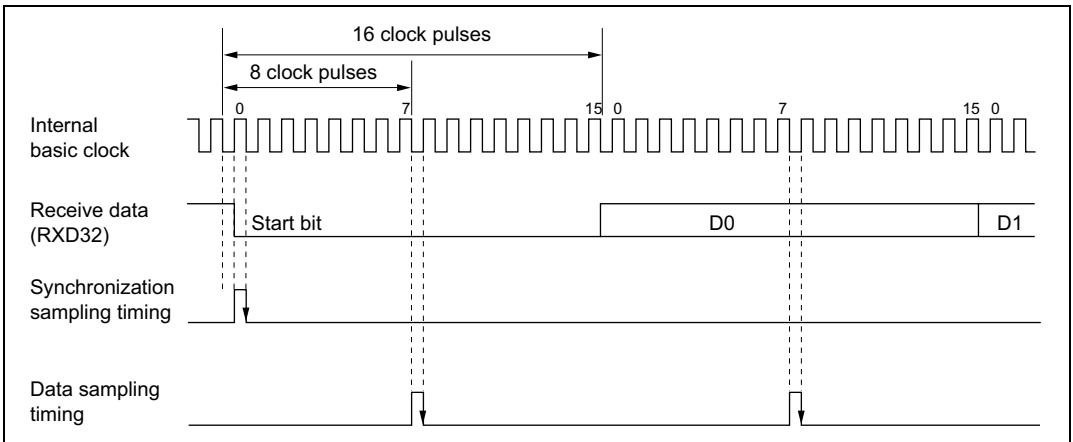 16 clock pulses
8 clock pulses
0 7 15 0 7 15 0
Internal
basic clock
Receive data
(RXD32)
Start bit D0 D1
Synchronization
sampling timing
Data sampling
timing